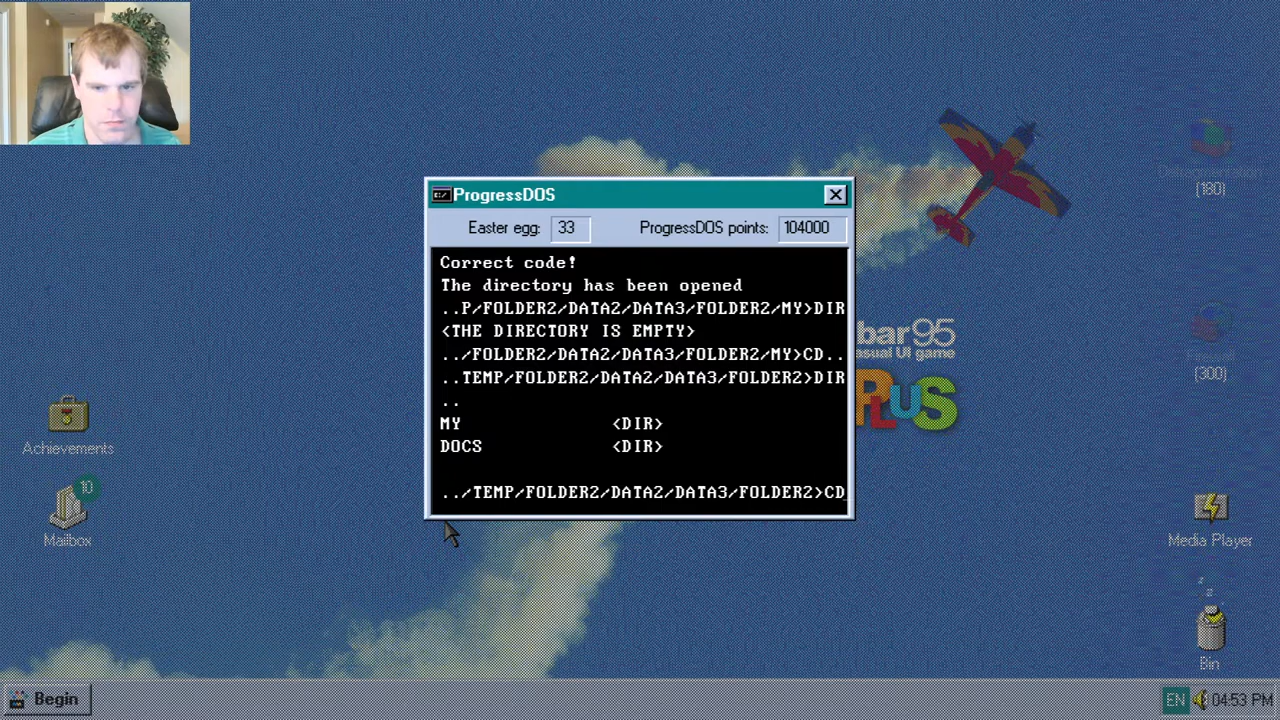 ProgressDOS
Easter egg: 33 ProgressDOS points: 104000
Correct code!
The directory has been opened
..P/FOLDER2/DATA2/DATA3/FOLDER2/MY>DIR
<THE DIRECTORY IS EMPTY>
../FOLDER2/DATA2/DATA3/FOLDER2/MY>CD..
..TEMP/FOLDER2/DATA2/DATA3/FOLDER2>DIR
..
MY <DIR>
DOCS <DIR>
../TEMP/FOLDER2/DATA2/DATA3/FOLDER2>CD_
bar95
asual UI game
PLUS
Achievements
10
Mailbox
(180)
(300)
Media Player
z
z
Bin
Begin
EN 04:53 PM